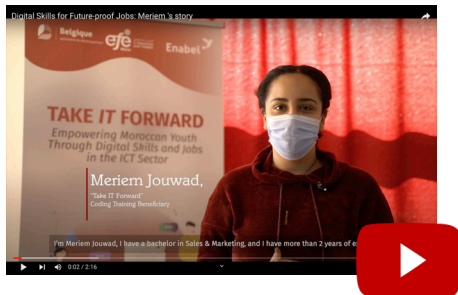 Digital Skills for Future-proof Jobs: Meriem 's story
Belgique
efe
Enabel
TAKE IT FORWARD
Empowering Moroccan Youth
Through Digital Skills and Jobs
in the ICT Sector
Meriem Jouwad,
"Take IT Forward"
Coding Training Beneficiary
I'm Meriem Jouwad, I have a bachelor in Sales & Marketing, and I have more than 2 years of
0:02 / 2:16